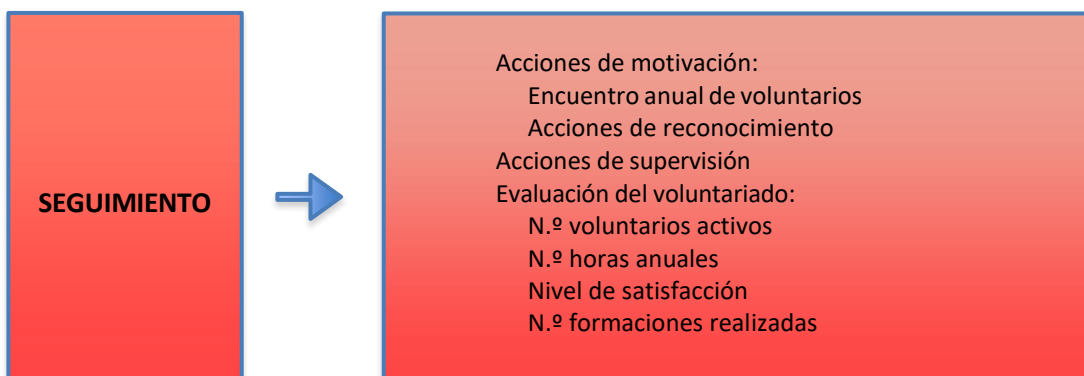 SEGUIMIENTO
Acciones de motivación:
Encuentro anual de voluntarios
Acciones de reconocimiento
Acciones de supervisión
Evaluación del voluntariado:
N.º voluntarios activos
N.º horas anuales
Nivel de satisfacción
N.º formaciones realizadas